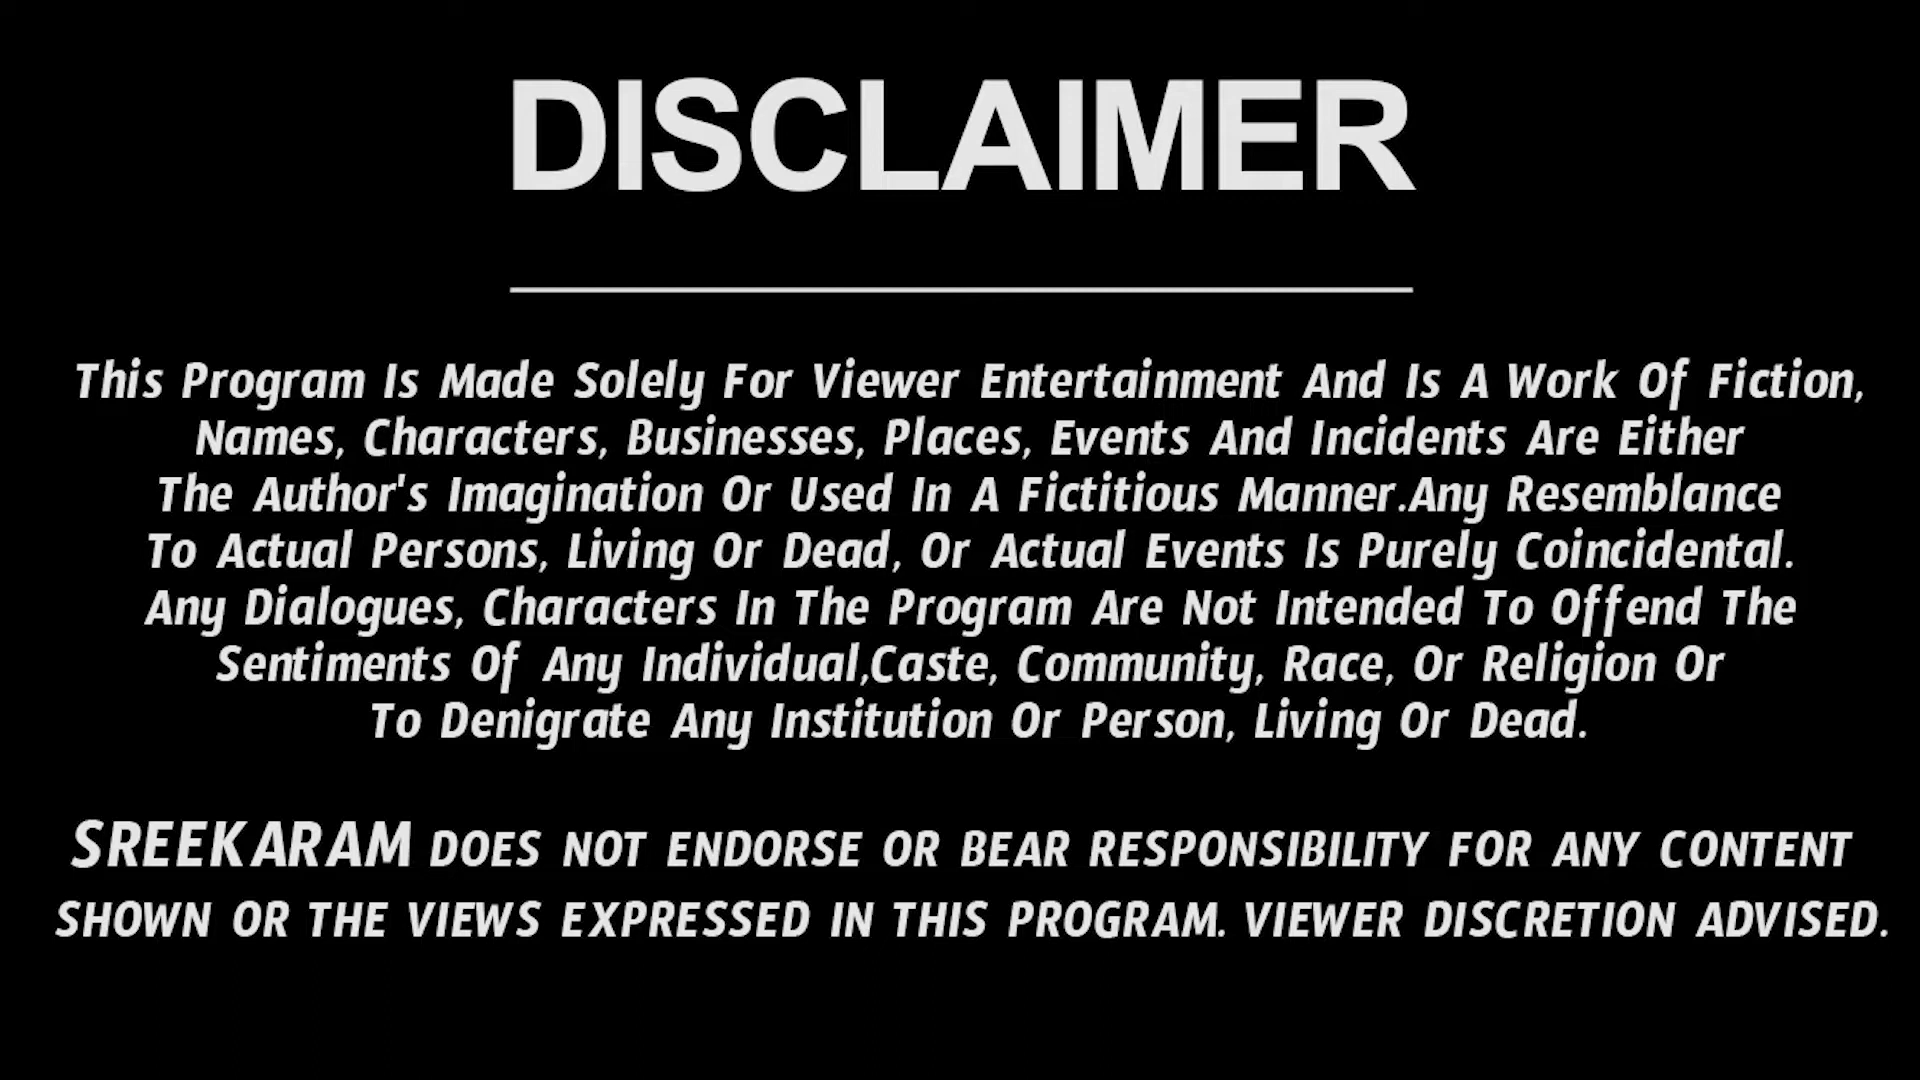 DISCLAIMER
This Program Is Made Solely For Viewer Entertainment And Is A Work Of Fiction,
Names, Characters, Businesses, Places, Events And Incidents Are Either
The Author's Imagination Or Used In A Fictitious Manner.Any Resemblance
To Actual Persons, Living Or Dead, Or Actual Events Is Purely Coincidental.
Any Dialogues, Characters In The Program Are Not Intended To Offend The
Sentiments Of Any Individual,Caste, Community, Race, Or Religion Or
To Denigrate Any Institution Or Person, Living Or Dead.
SREEKARAM DOES NOT ENDORSE OR BEAR RESPONSIBILITY FOR ANY CONTENT
SHOWN OR THE VIEWS EXPRESSED IN THIS PROGRAM. VIEWER DISCRETION ADVISED.